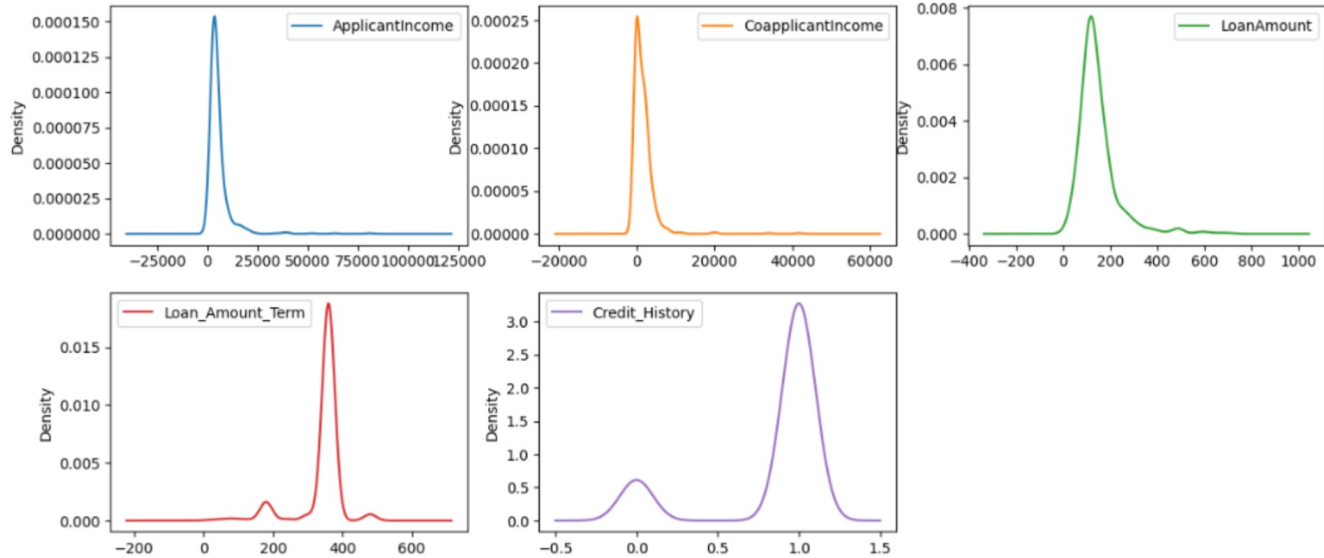 ApplicantIncome
Density
0.000150
0.000125
0.000100
0.000075
0.000050
0.000025
0.000000
−25000 0 25000 50000 75000 100000 125000
CoapplicantIncome
Density
0.00025
0.00020
0.00015
0.00010
0.00005
0.00000
−20000 0 20000 40000 60000
LoanAmount
Density
0.008
0.006
0.004
0.002
0.000
−400 −200 0 200 400 600 800 1000
Loan_Amount_Term
Density
0.015
0.010
0.005
0.000
−200 0 200 400 600
Credit_History
Density
3.0
2.5
2.0
1.5
1.0
0.5
0.0
−0.5 0.0 0.5 1.0 1.5